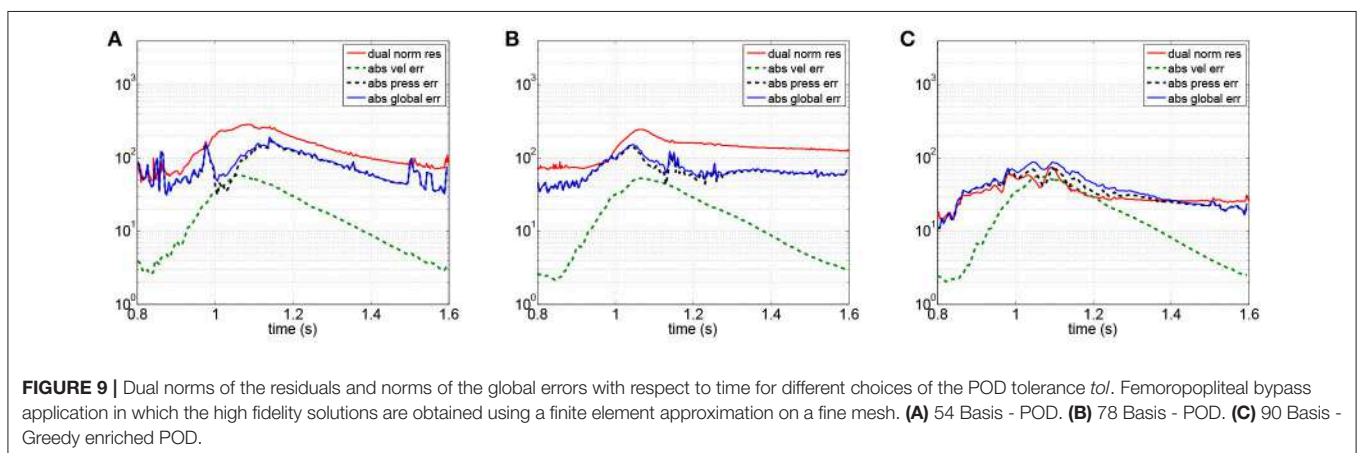 A
dual norm res
abs vel err
abs press err
abs global err
10³
10²
10¹
10⁰
0.8 1 1.2 1.4 1.6
time (s)
B
dual norm res
abs vel err
abs press err
abs global err
10³
10²
10¹
10⁰
0.8 1 1.2 1.4 1.6
time (s)
C
dual norm res
abs vel err
abs press err
abs global err
10³
10²
10¹
10⁰
0.8 1 1.2 1.4 1.6
time (s)
FIGURE 9 | Dual norms of the residuals and norms of the global errors with respect to time for different choices of the POD tolerance tol. Femoropopliteal bypass
application in which the high fidelity solutions are obtained using a finite element approximation on a fine mesh. (A) 54 Basis - POD. (B) 78 Basis - POD. (C) 90 Basis -
Greedy enriched POD.